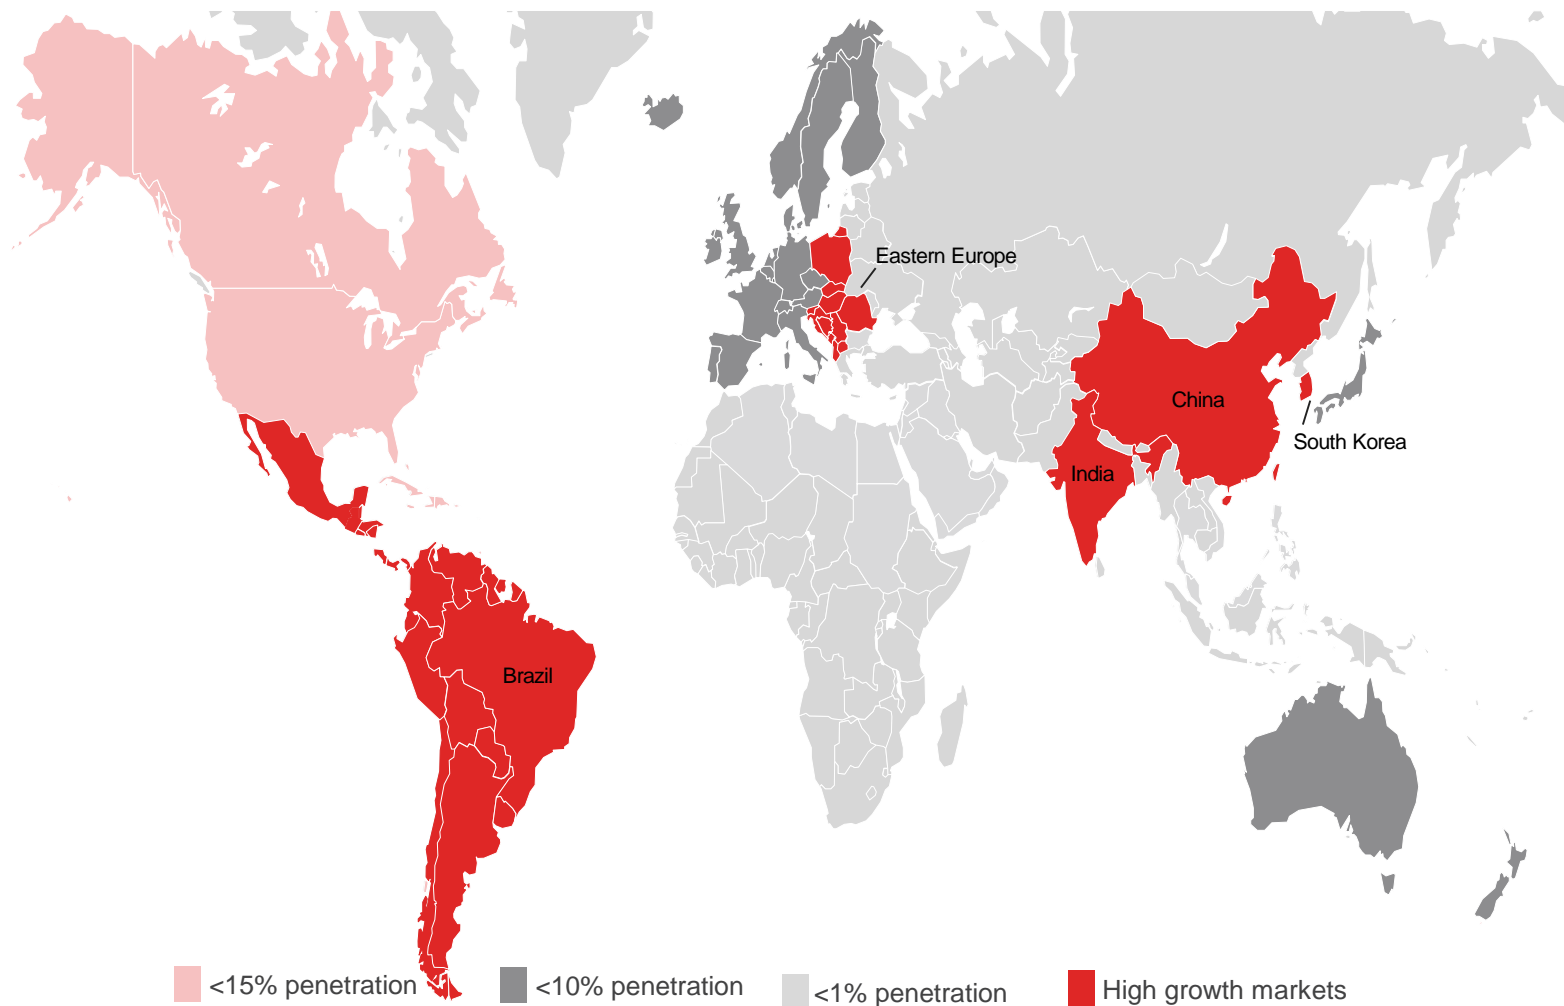 Eastern Europe
China
South Korea
India
Brazil
<15% penetration
<10% penetration
<1% penetration
High growth markets